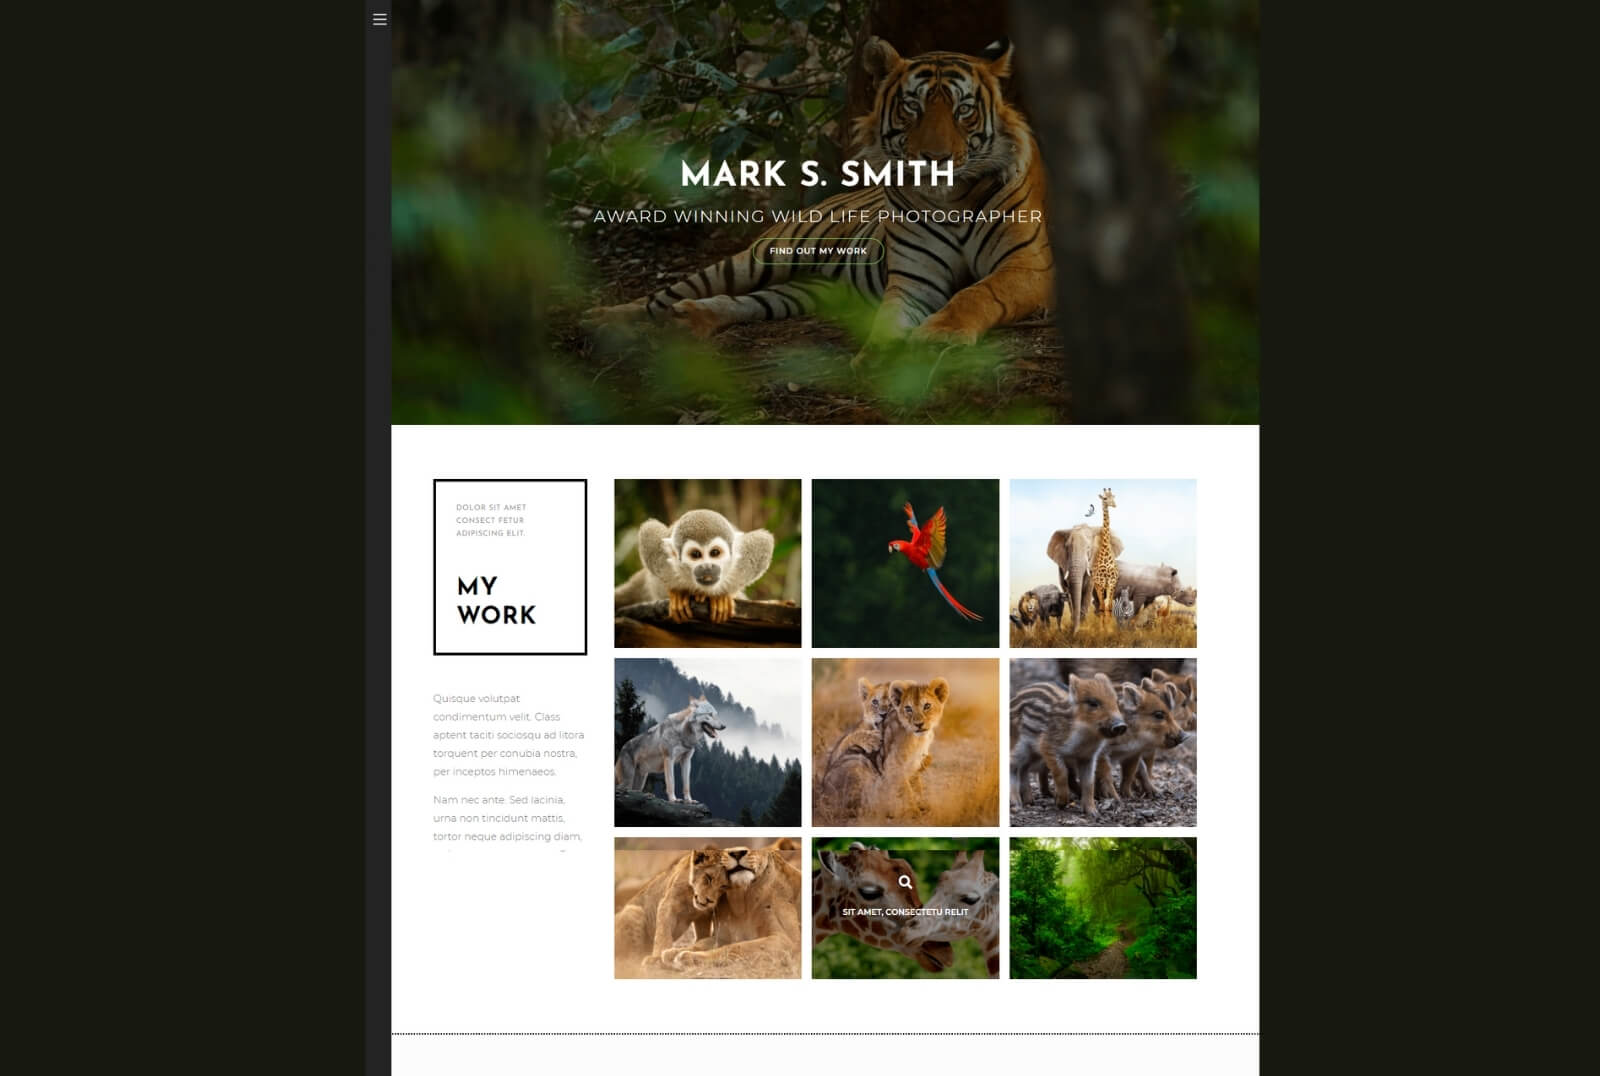 MARK S. SMITH
AWARD WINNING WILD LIFE PHOTOGRAPHER
FIND OUT MY WORK
DOLOR SIT AMET
CONSECT FETUR
ADIPISCING ELIT.
MY
WORK
Quisque volutpat
condimentum velit. Class
aptent taciti sociosqu ad litora
torquent per conubia nostra,
per inceptos himenaeos.
Nam nec ante. Sed lacinia,
urna non tincidunt mattis,
tortor neque adipiscing diam,
SIT AMET, CONSECTETU RELIT